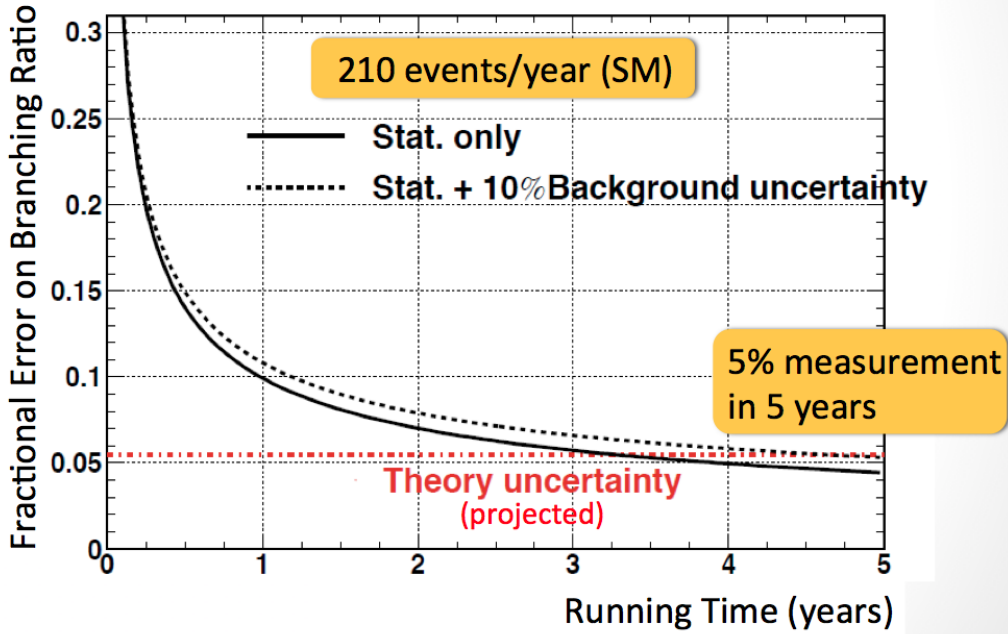 Fractional Error on Branching Ratio
0.3
0.25
0.2
0.15
0.1
0.05
0
210 events/year (SM)
Stat. only
Stat. + 10%Background uncertainty
5% measurement
in 5 years
Theory uncertainty
(projected)
0 1 2 3 4 5
Running Time (years)